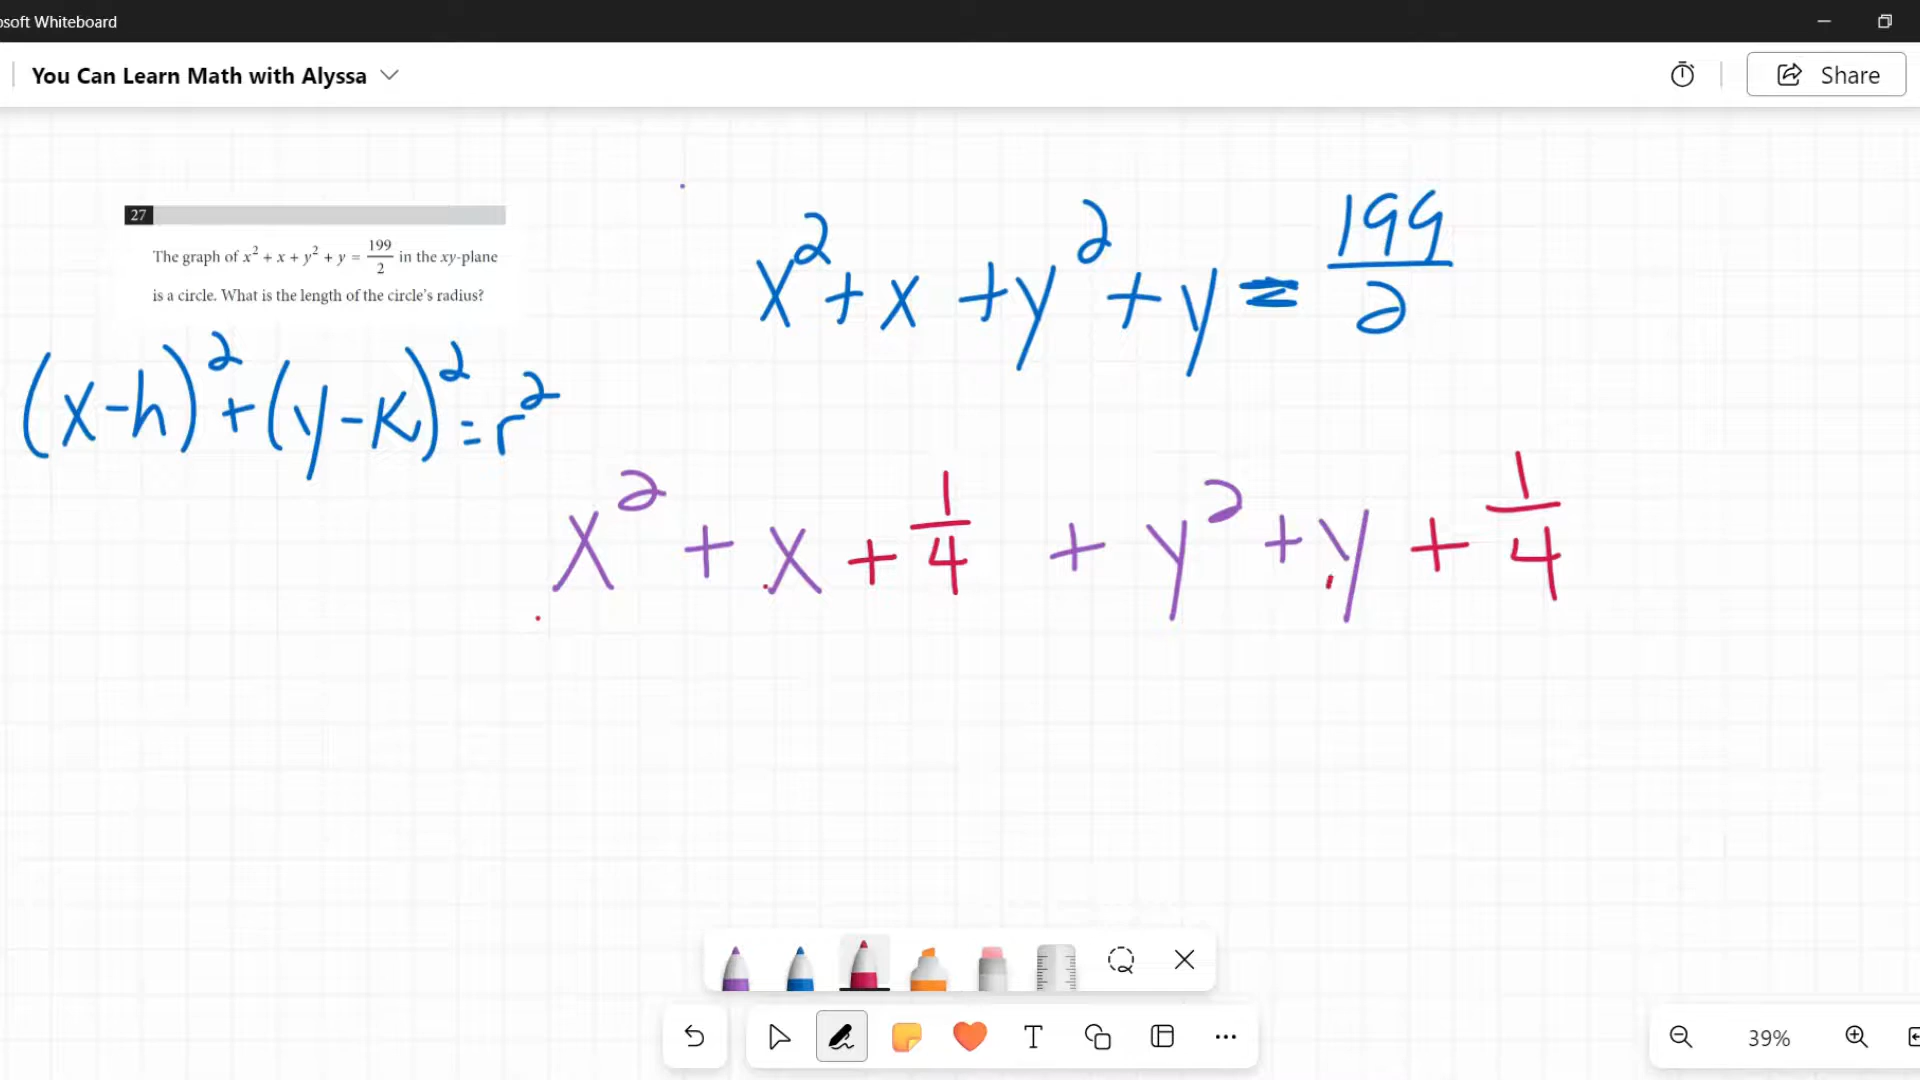 osoft Whiteboard
You Can Learn Math with Alyssa
Share
27
The graph of x² + x + y² + y = 199/2 in the xy-plane
is a circle. What is the length of the circle's radius?
x² + x + y² + y = 199/2
(x-h)² + (y-k)² = r²
x² + x + 1/4 + y² + y + 1/4
39%